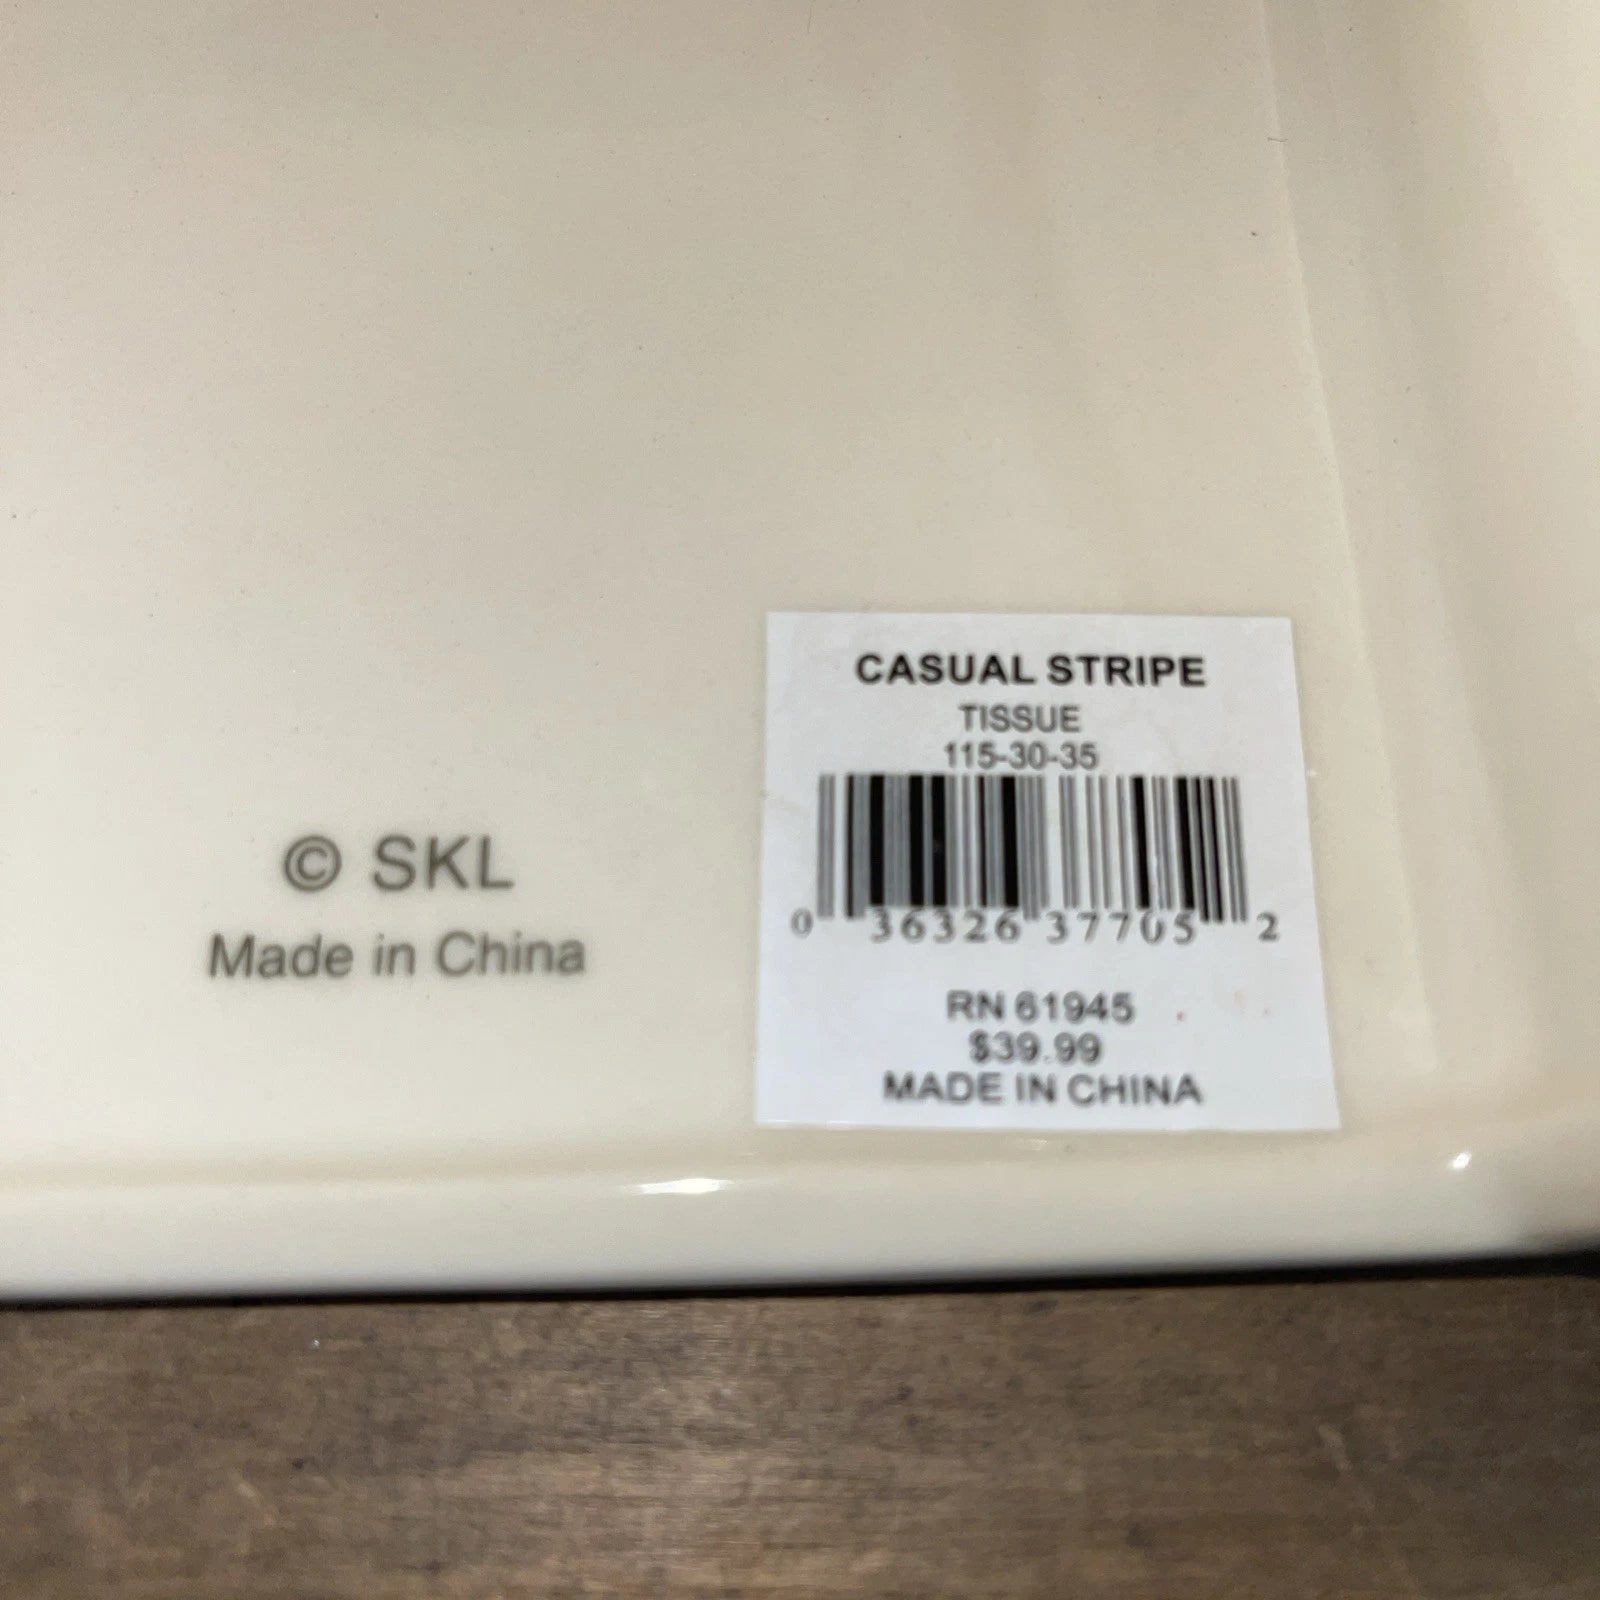 © SKL
Made in China
CASUAL STRIPE
TISSUE
115-30-35
0 36326 37705 2
RN 61945
$39.99
MADE IN CHINA